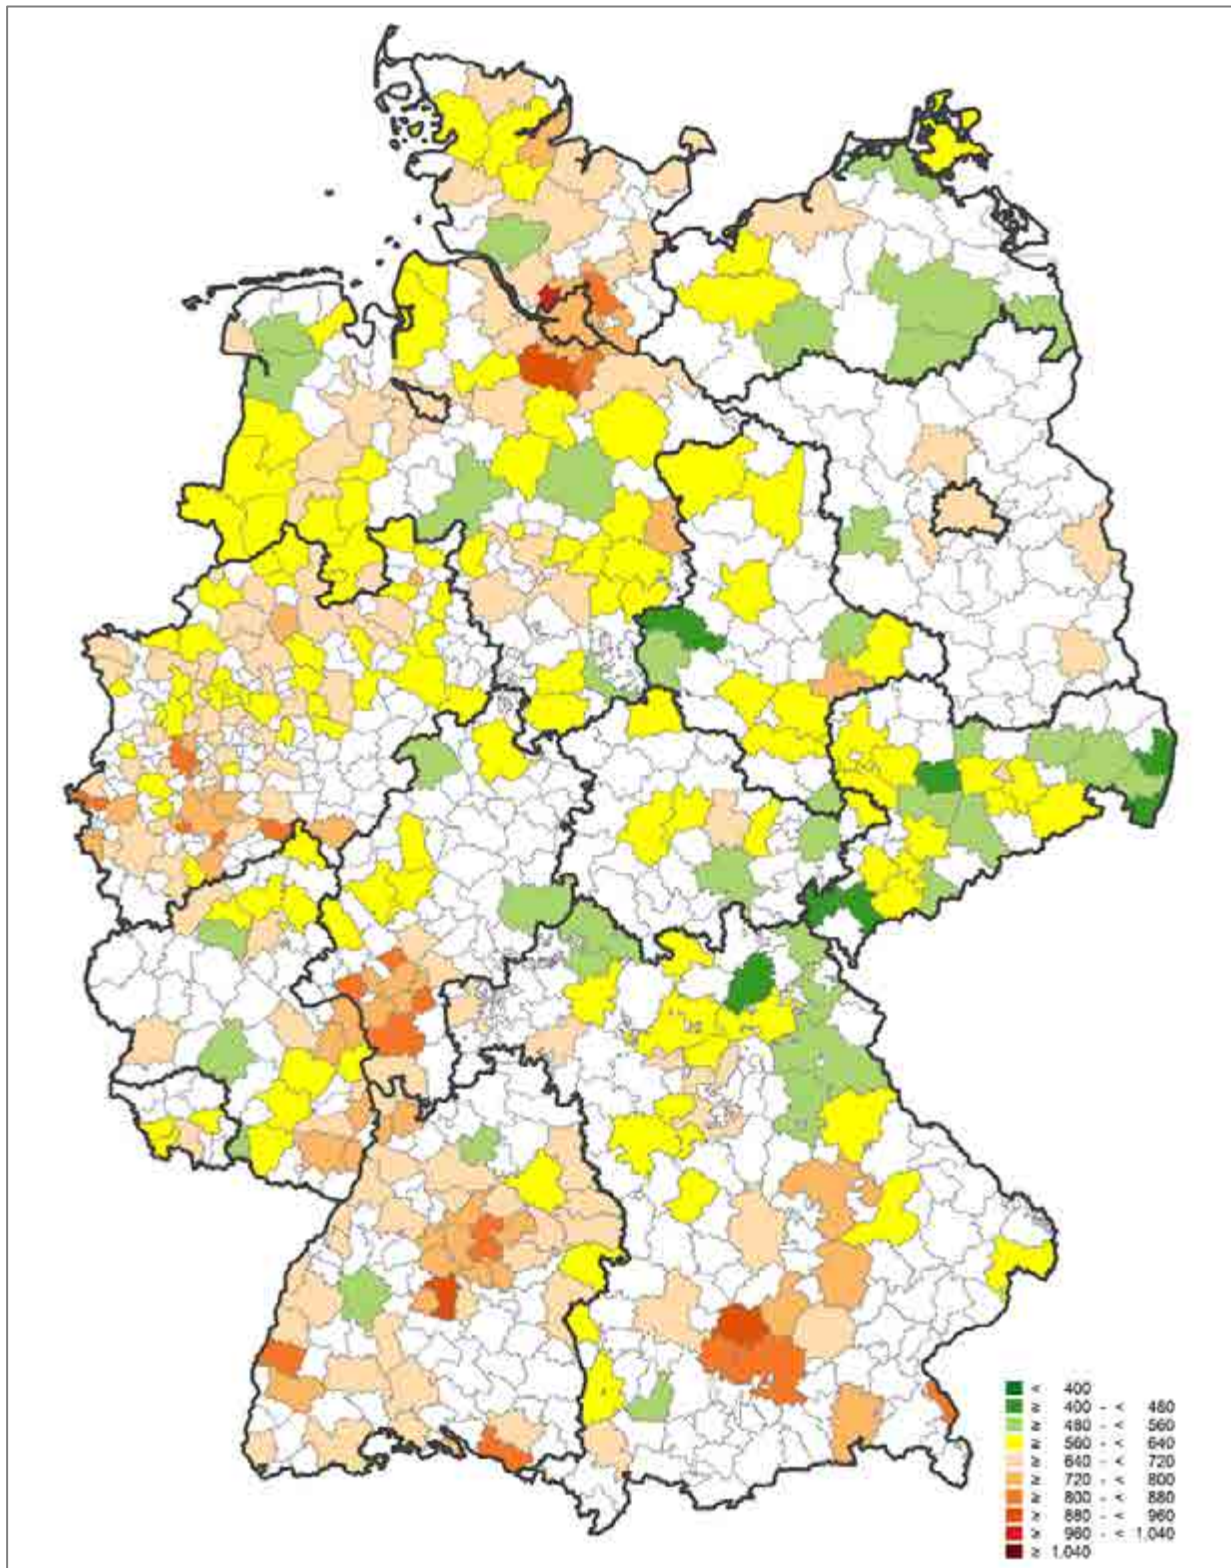 < 400
≥ 400 - < 480
≥ 480 - < 560
≥ 560 - < 640
≥ 640 - < 720
≥ 720 - < 800
≥ 800 - < 880
≥ 880 - < 960
≥ 960 - < 1.040
≥ 1.040